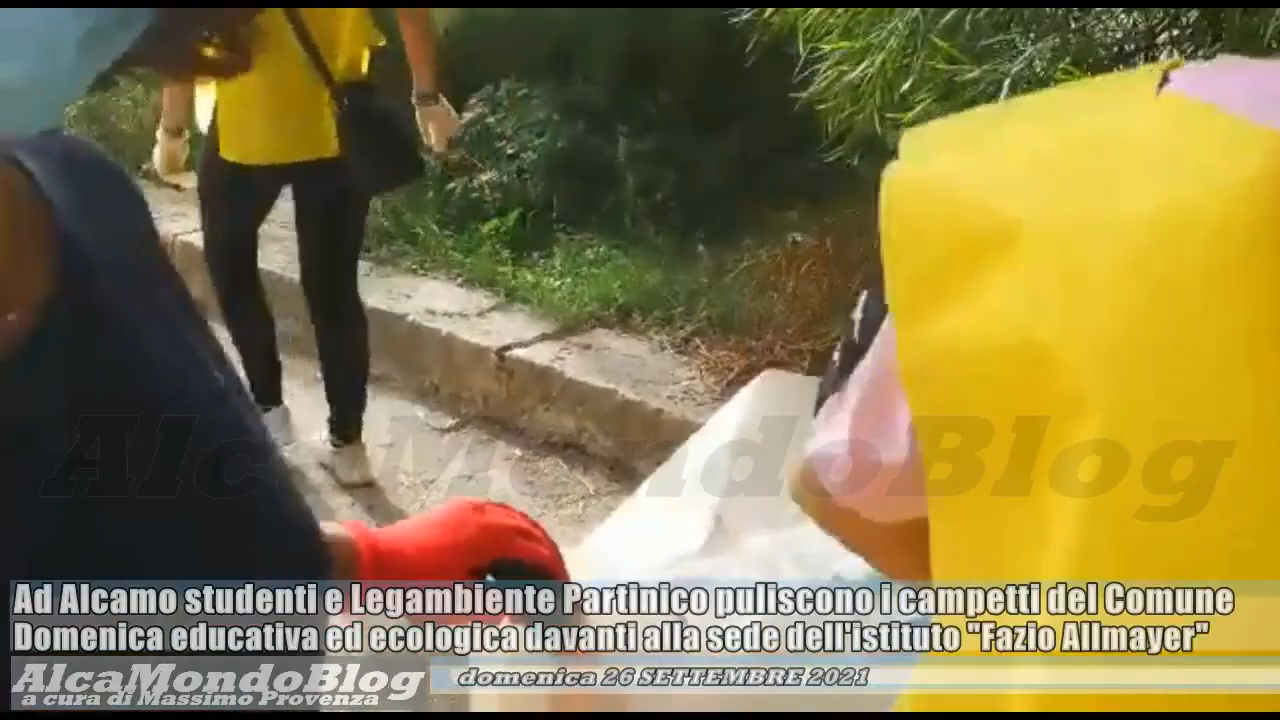 AlcaMondoBlog
Ad Alcamo studenti e Legambiente Partinico puliscono i campetti del Comune
Domenica educativa ed ecologica davanti alla sede dell'istituto "Fazio Allmayer"
AlcaMondoBlog
a cura di Massimo Provenza
domenica 26 SETTEMBRE 2021